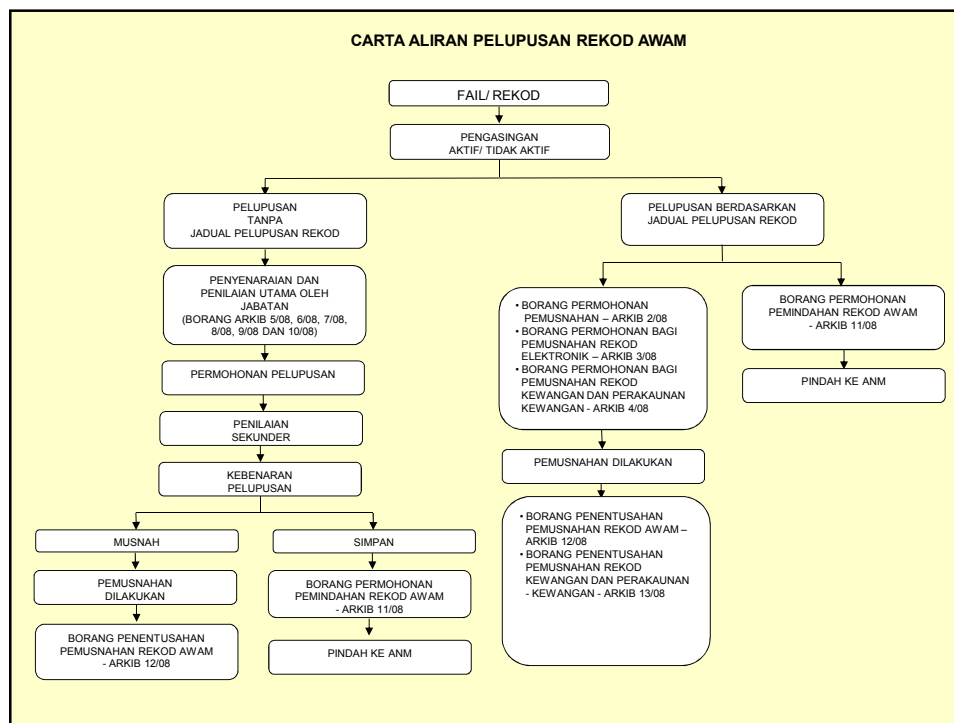 CARTA ALIRAN PELUPUSAN REKOD AWAM
FAIL/ REKOD
PENGASINGAN
AKTIF/ TIDAK AKTIF
PELUPUSAN
TANPA
JADUAL PELUPUSAN REKOD
PENYENARAIAN DAN
PENILAIAN UTAMA OLEH
JABATAN
(BORANG ARKIB 5/08, 6/08, 7/08,
8/08, 9/08 DAN 10/08)
PERMOHONAN PELUPUSAN
PENILAIAN
SEKUNDER
KEBENARAN
PELUPUSAN
MUSNAH
PEMUSNAHAN
DILAKUKAN
BORANG PENENTUSAHAN
PEMUSNAHAN REKOD AWAM
- ARKIB 12/08
SIMPAN
BORANG PERMOHONAN
PEMINDAHAN REKOD AWAM
- ARKIB 11/08
PINDAH KE ANM
PELUPUSAN BERDASARKAN
JADUAL PELUPUSAN REKOD
• BORANG PERMOHONAN
PEMUSNAHAN – ARKIB 2/08
• BORANG PERMOHONAN BAGI
PEMUSNAHAN REKOD
ELEKTRONIK – ARKIB 3/08
• BORANG PERMOHONAN BAGI
PEMUSNAHAN REKOD
KEWANGAN DAN PERAKAUNAN
KEWANGAN - ARKIB 4/08
PEMUSNAHAN DILAKUKAN
• BORANG PENENTUSAHAN
PEMUSNAHAN REKOD AWAM –
ARKIB 12/08
• BORANG PENENTUSAHAN
PEMUSNAHAN REKOD
KEWANGAN DAN PERAKAUNAN
- KEWANGAN - ARKIB 13/08
BORANG PERMOHONAN
PEMINDAHAN REKOD AWAM
- ARKIB 11/08
PINDAH KE ANM